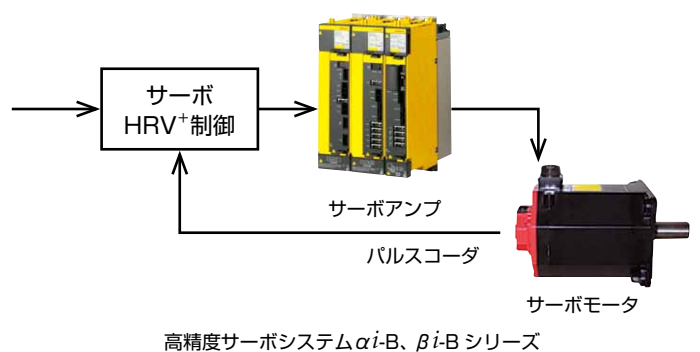 サーボ
HRV⁺制御
サーボアンプ
パルスコーダ
サーボモータ
高精度サーボシステムαi-B、βi-Bシリーズ